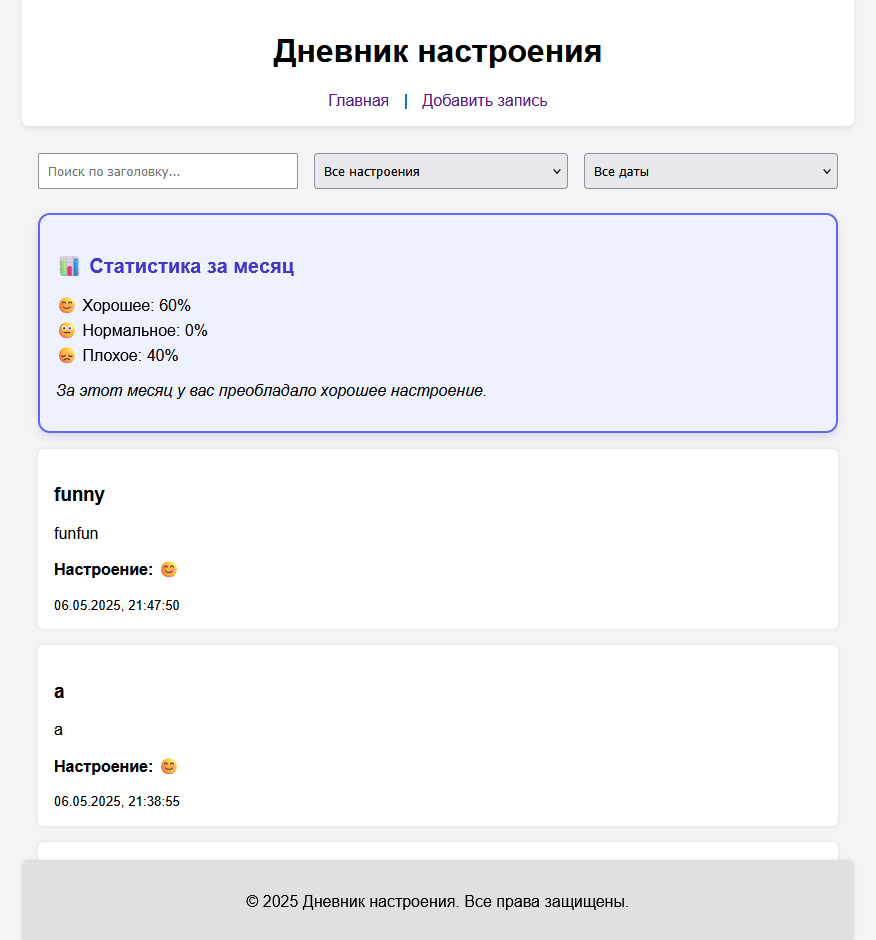 Дневник настроения
Главная | Добавить запись
Поиск по заголовку... Все настроения Все даты
📊 Статистика за месяц
😊 Хорошее: 60%
😐 Нормальное: 0%
😞 Плохое: 40%
За этот месяц у вас преобладало хорошее настроение.
funny
funfun
Настроение: 😊
06.05.2025, 21:47:50
a
a
Настроение: 😊
06.05.2025, 21:38:55
© 2025 Дневник настроения. Все права защищены.